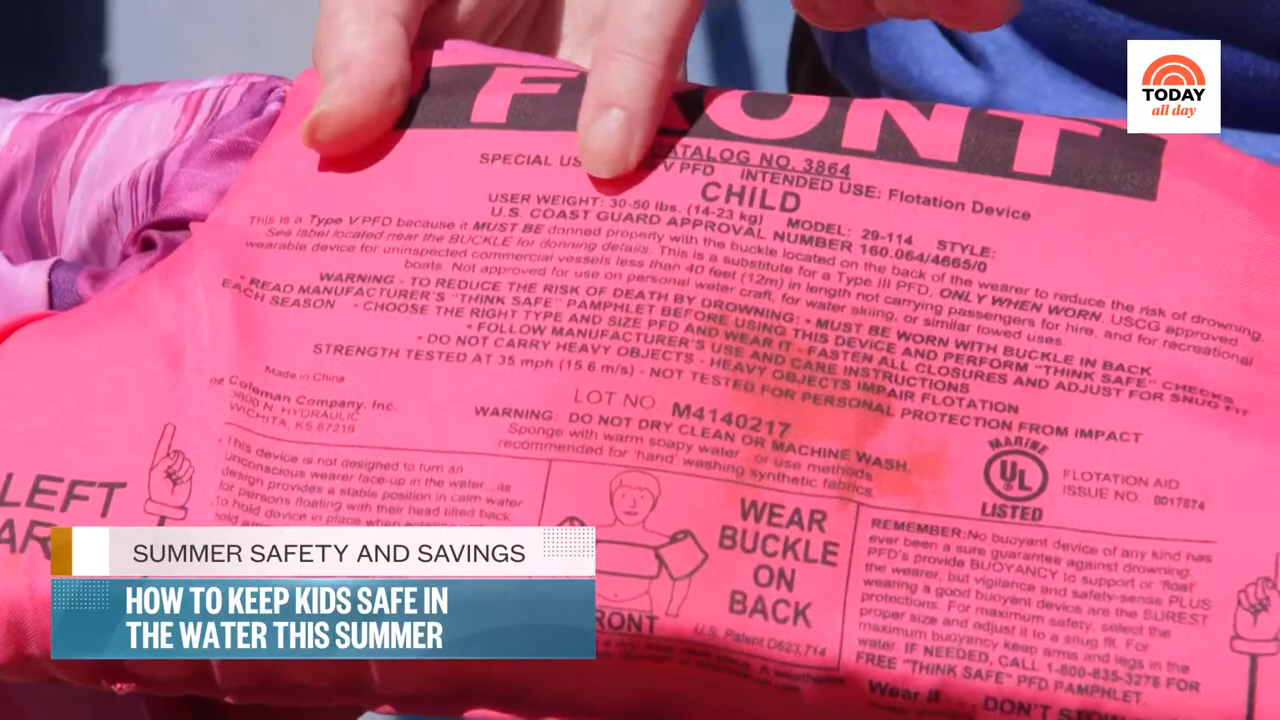 TODAY
all day
FRONT
CATALOG NO. 3864
SPECIAL US V PFD INTENDED USE: Flotation Device
CHILD
USER WEIGHT: 30-50 lbs. (14-23 kg) MODEL: 29-114 STYLE:
U.S. COAST GUARD APPROVAL NUMBER 160.064/4665/0
This is a Type V PFD because it MUST BE donned properly with the buckle located on the back of the wearer to reduce the risk of drowning.
See label located near the BUCKLE for donning details. This is a substitute for a Type III PFD, ONLY WHEN WORN. USCG approved
wearable device for uninspected commercial vessels less than 40 feet (12m) in length not carrying passengers for hire, and for recreational
boats. Not approved for use on personal water craft, for water skiing, or similar towed uses.
WARNING - TO REDUCE THE RISK OF DEATH BY DROWNING: • MUST BE WORN WITH BUCKLE IN BACK
• READ MANUFACTURER'S "THINK SAFE" PAMPHLET BEFORE USING THIS DEVICE AND PERFORM "THINK SAFE" CHECKS
EACH SEASON • CHOOSE THE RIGHT TYPE AND SIZE PFD AND WEAR IT - FASTEN ALL CLOSURES AND ADJUST FOR SNUG FIT
• FOLLOW MANUFACTURER'S USE AND CARE INSTRUCTIONS
• DO NOT CARRY HEAVY OBJECTS - HEAVY OBJECTS IMPAIR FLOTATION
STRENGTH TESTED AT 35 mph (15.6 m/s) - NOT TESTED FOR PERSONAL PROTECTION FROM IMPACT
Made in China
The Coleman Company, Inc.
3600 N. HYDRAULIC
WICHITA, KS 67219
LOT NO. M4140217
WARNING: DO NOT DRY CLEAN OR MACHINE WASH.
Sponge with warm soapy water... or use methods
recommended for 'hand' washing synthetic fabrics.
MARINE
UL
LISTED
FLOTATION AID
ISSUE NO. 0017874
LEFT
AR
• This device is not designed to turn an
unconscious wearer face-up in the water...its
design provides a stable position in calm water
for persons floating with their head tilted back.
To hold device in place when
WEAR
BUCKLE
ON
BACK
RONT
U.S. Patent D623,714
REMEMBER: No buoyant device of any kind has
ever been a sure guarantee against drowning.
PFD's provide BUOYANCY to support or 'float'
the wearer, but vigilance and safety-sense PLUS
wearing a good buoyant device are the SUREST
protections. For maximum safety, select the
proper size and adjust it to a snug fit. For
maximum buoyancy keep arms and legs in the
water. IF NEEDED, CALL 1-800-835-3278 FOR
FREE "THINK SAFE" PFD PAMPHLET.
Wear it DON'T STOW
SUMMER SAFETY AND SAVINGS
HOW TO KEEP KIDS SAFE IN
THE WATER THIS SUMMER